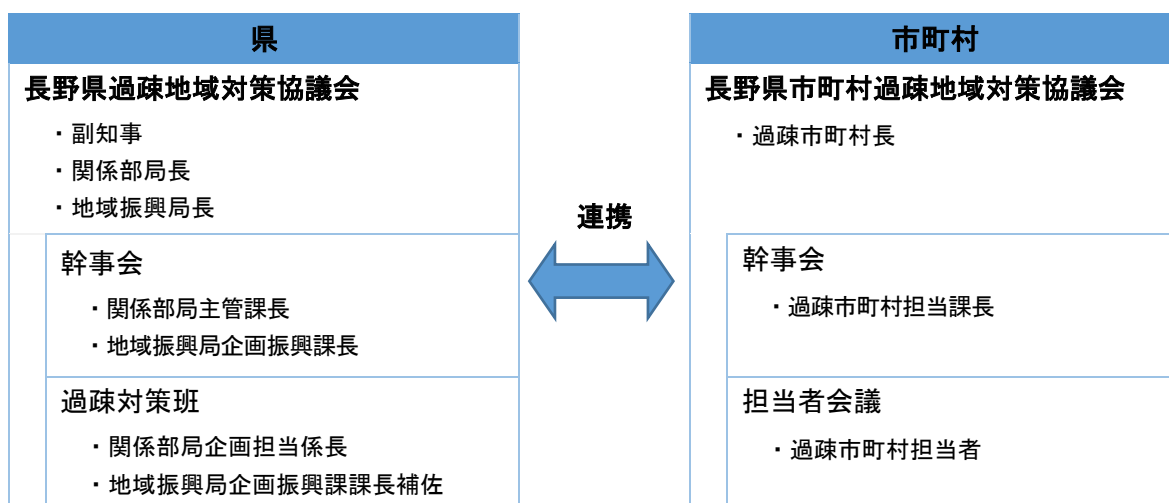 県
長野県過疎地域対策協議会
・副知事
・関係部局長
・地域振興局長
幹事会
・関係部局主管課長
・地域振興局企画振興課長
過疎対策班
・関係部局企画担当係長
・地域振興局企画振興課課長補佐
連携
市町村
長野県市町村過疎地域対策協議会
・過疎市町村長
幹事会
・過疎市町村担当課長
担当者会議
・過疎市町村担当者